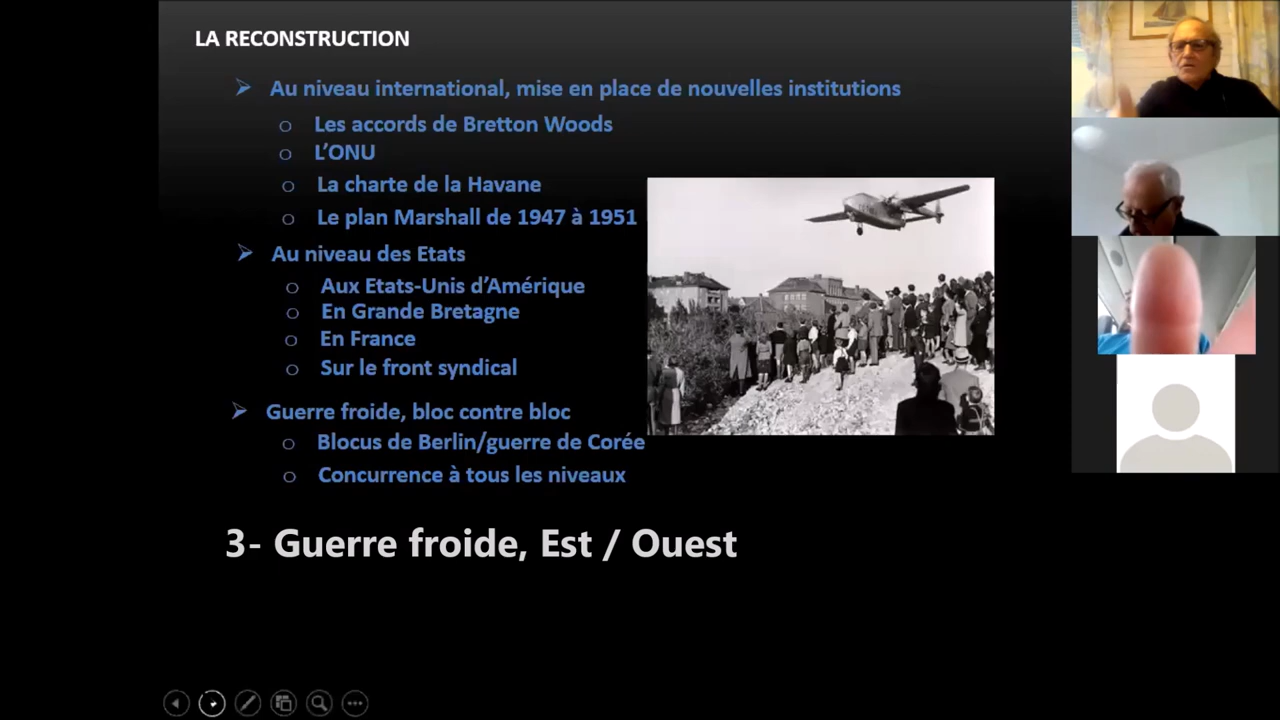 LA RECONSTRUCTION
Au niveau international, mise en place de nouvelles institutions
Les accords de Bretton Woods
L’ONU
La charte de la Havane
Le plan Marshall de 1947 à 1951
Au niveau des Etats
Aux Etats-Unis d’Amérique
En Grande Bretagne
En France
Sur le front syndical
Guerre froide, bloc contre bloc
Blocus de Berlin/guerre de Corée
Concurrence à tous les niveaux
3- Guerre froide, Est / Ouest